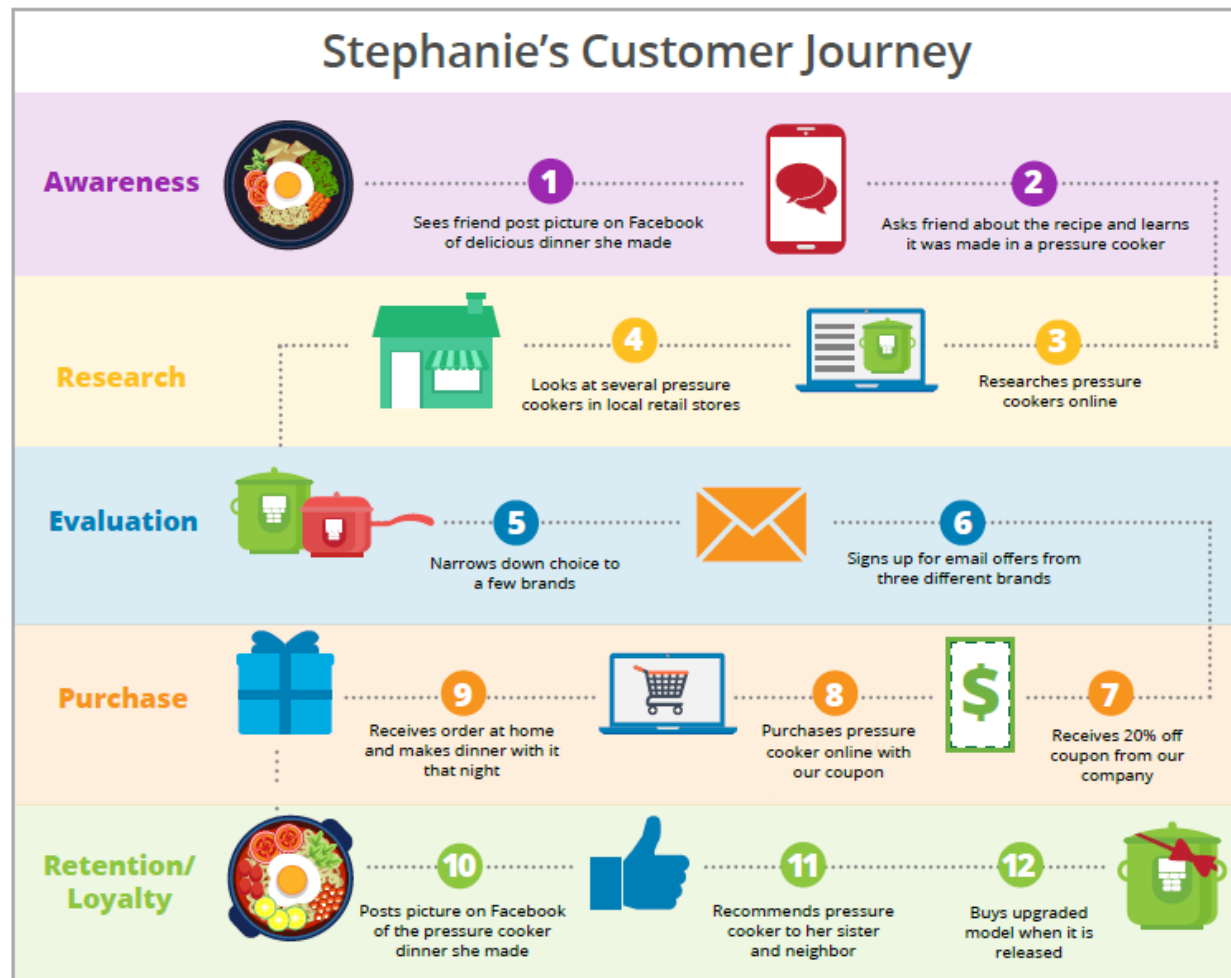 Stephanie's Customer Journey
Awareness
1
Sees friend post picture on Facebook
of delicious dinner she made
2
Asks friend about the recipe and learns
it was made in a pressure cooker
Research
3
Researches pressure
cookers online
4
Looks at several pressure
cookers in local retail stores
Evaluation
5
Narrows down choice to
a few brands
6
Signs up for email offers from
three different brands
Purchase
$
7
Receives 20% off
coupon from our
company
8
Purchases pressure
cooker online with
our coupon
9
Receives order at home
and makes dinner with it
that night
Retention/
Loyalty
10
Posts picture on Facebook
of the pressure cooker
dinner she made
11
Recommends pressure
cooker to her sister
and neighbor
12
Buys upgraded
model when it is
released